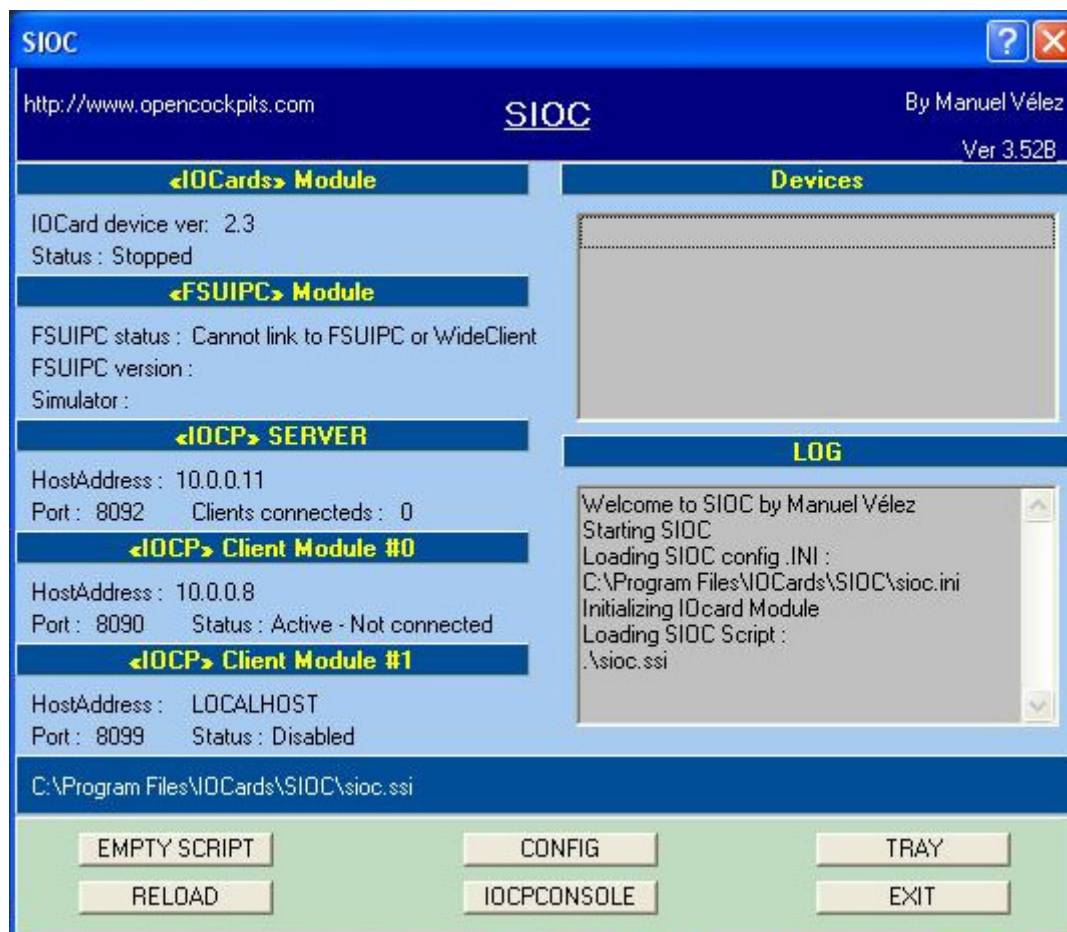 SIOC
http://www.opencockpits.com
SIOC
By Manuel Vélez
Ver 3.52B
«IOCards» Module
IOCard device ver: 2.3
Status : Stopped
«FSUIPC» Module
FSUIPC status : Cannot link to FSUIPC or WideClient
FSUIPC version :
Simulator :
«IOCP» SERVER
HostAddress : 10.0.0.11
Port : 8092 Clients connecteds : 0
«IOCP» Client Module #0
HostAddress : 10.0.0.8
Port : 8090 Status : Active - Not connected
«IOCP» Client Module #1
HostAddress : LOCALHOST
Port : 8099 Status : Disabled
Devices
LOG
Welcome to SIOC by Manuel Vélez
Starting SIOC
Loading SIOC config .INI :
C:\Program Files\IOCards\SIOC\sioc.ini
Initializing IOcard Module
Loading SIOC Script :
.\sioc.ssi
C:\Program Files\IOCards\SIOC\sioc.ssi
EMPTY SCRIPT CONFIG TRAY
RELOAD IOCPCONSOLE EXIT